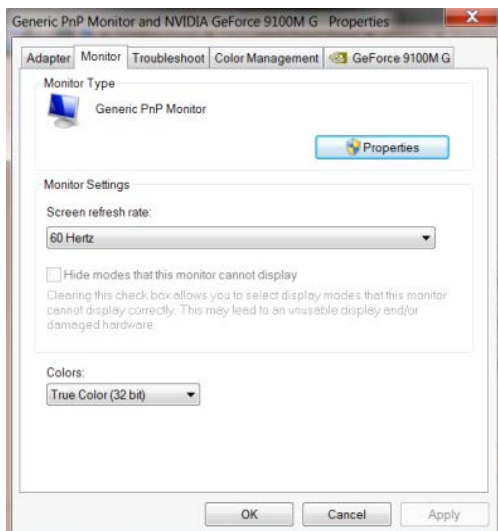 Generic PnP Monitor and NVIDIA GeForce 9100M G Properties
Adapter Monitor Troubleshoot Color Management GeForce 9100M G
Monitor Type
Generic PnP Monitor
Properties
Monitor Settings
Screen refresh rate:
60 Hertz
Hide modes that this monitor cannot display
Clearing this check box allows you to select display modes that this monitor
cannot display correctly. This may lead to an unusable display and/or
damaged hardware.
Colors:
True Color (32 bit)
OK Cancel Apply